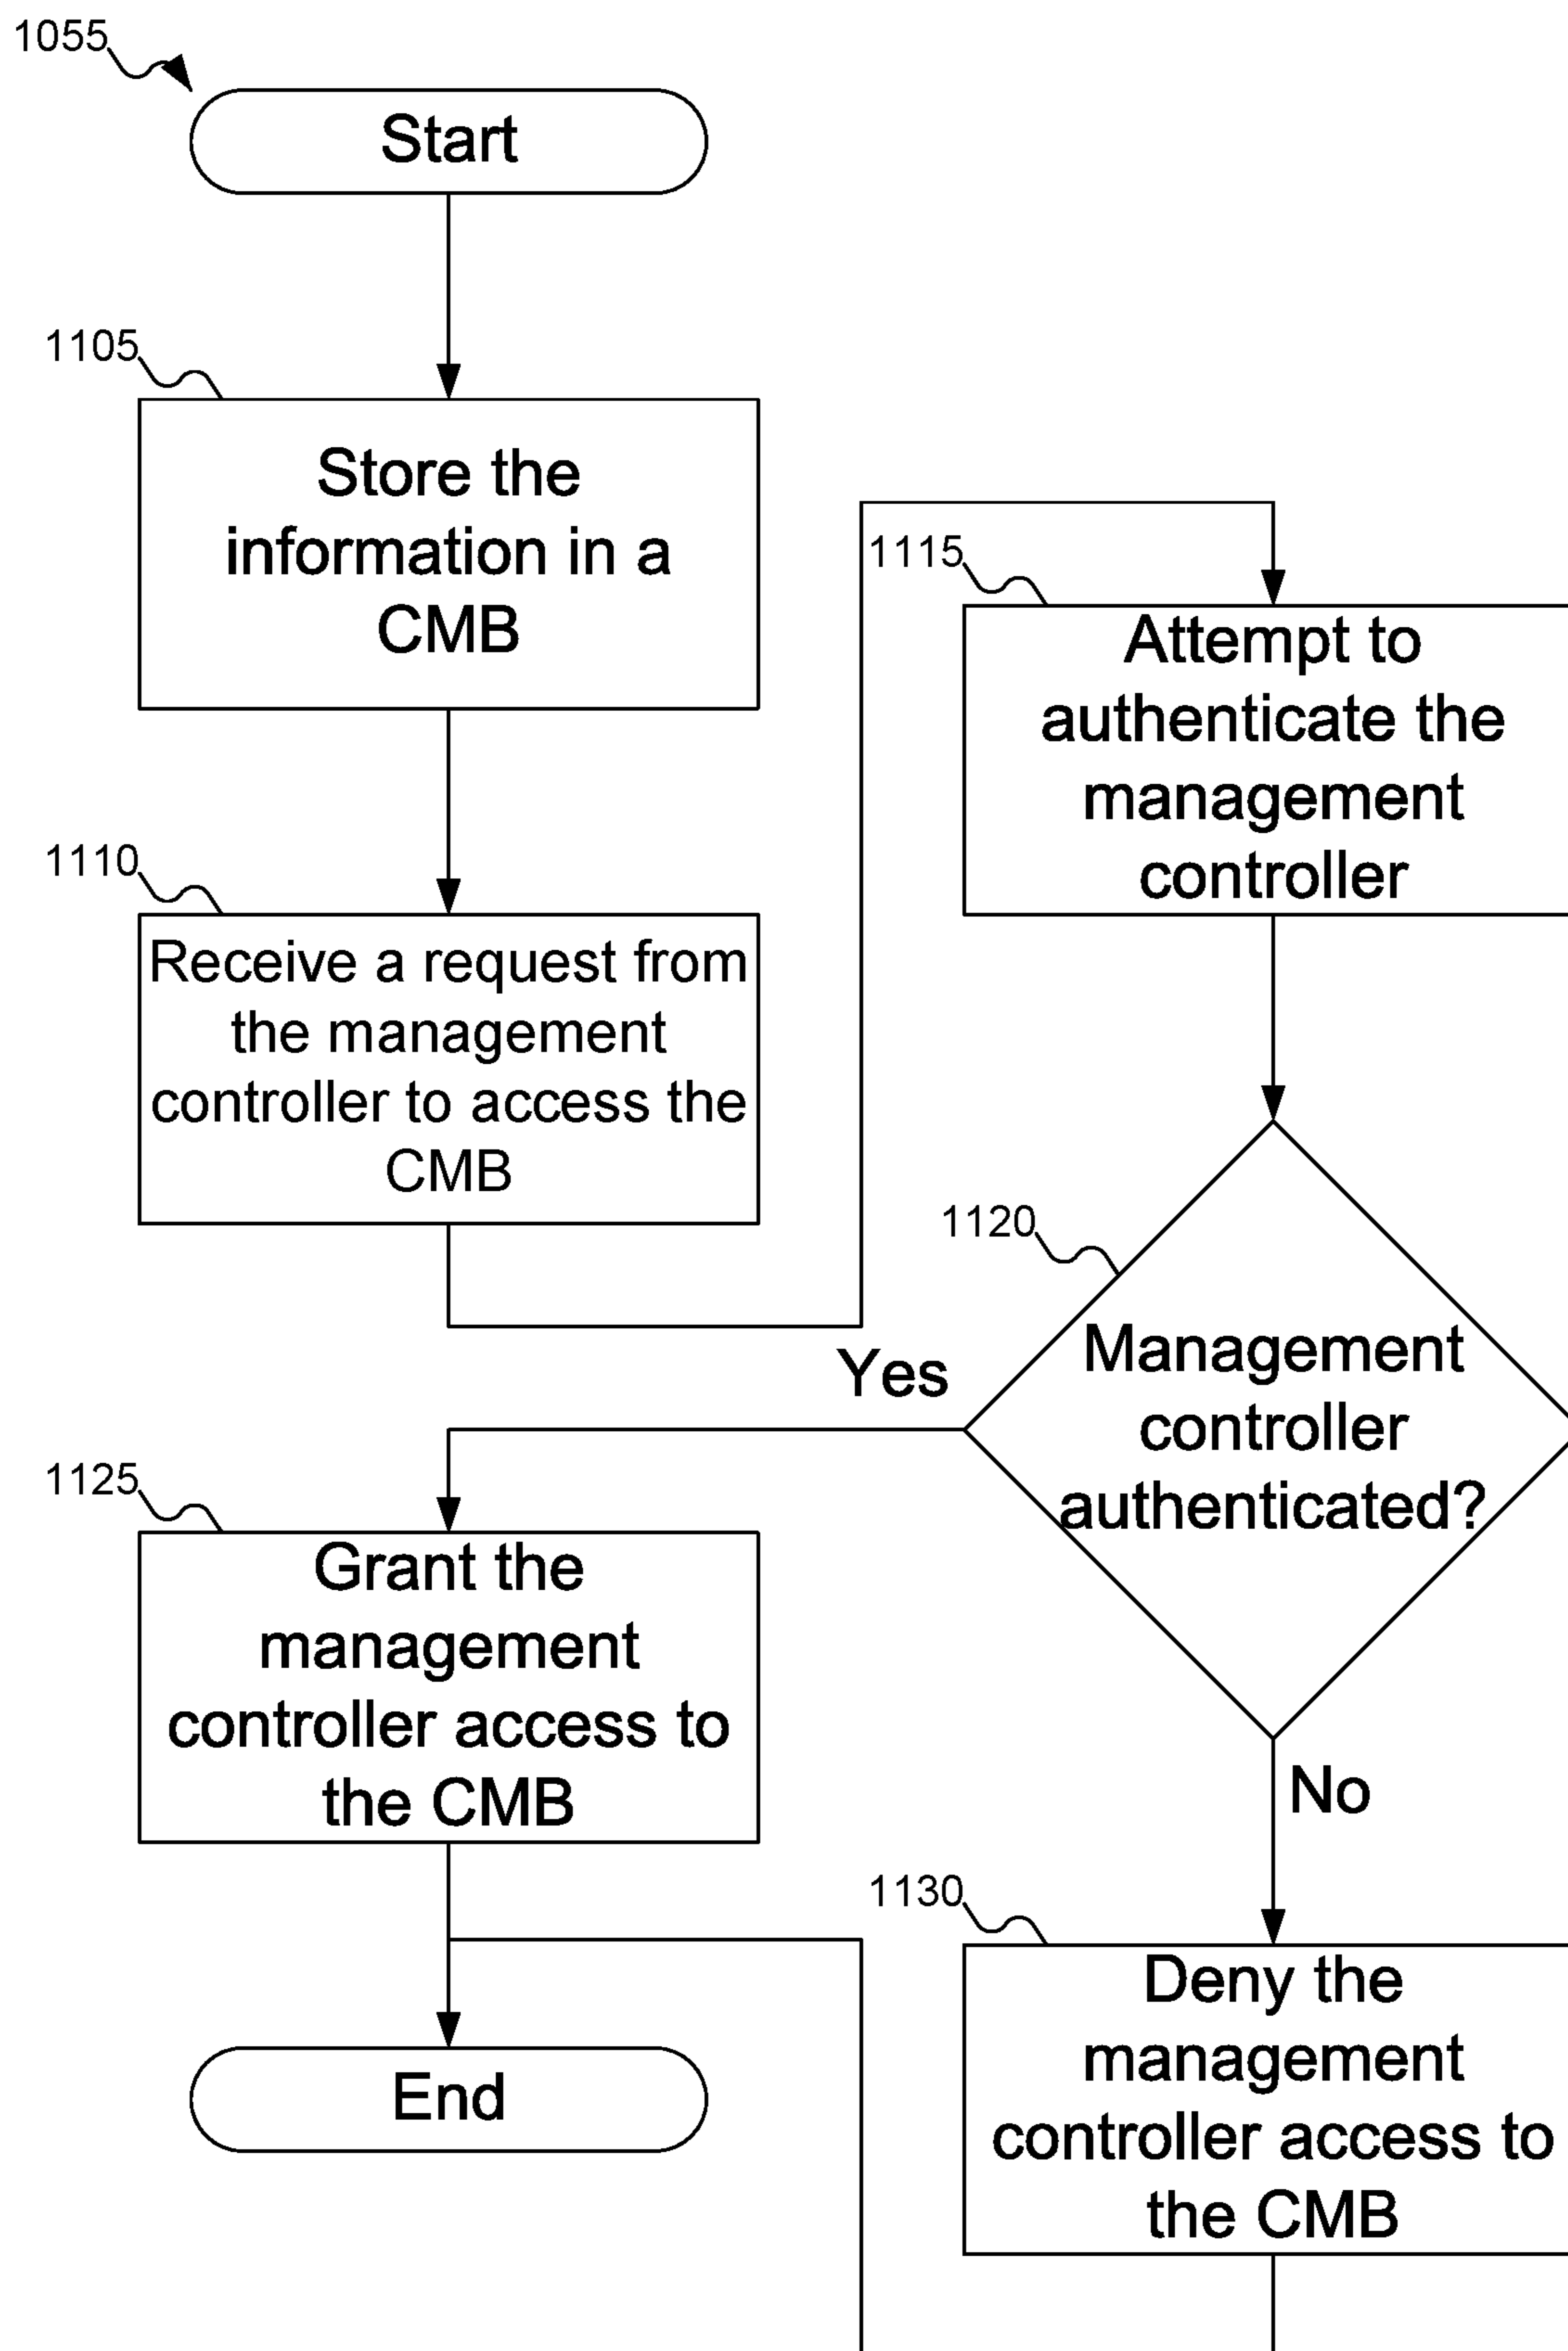 1055
Start
1105
Store the
information in a
CMB
1110
Receive a request from
the management
controller to access the
CMB
1115
Attempt to
authenticate the
management
controller
1120
Management
controller
authenticated?
Yes
No
1125
Grant the
management
controller access to
the CMB
1130
Deny the
management
controller access to
the CMB
End